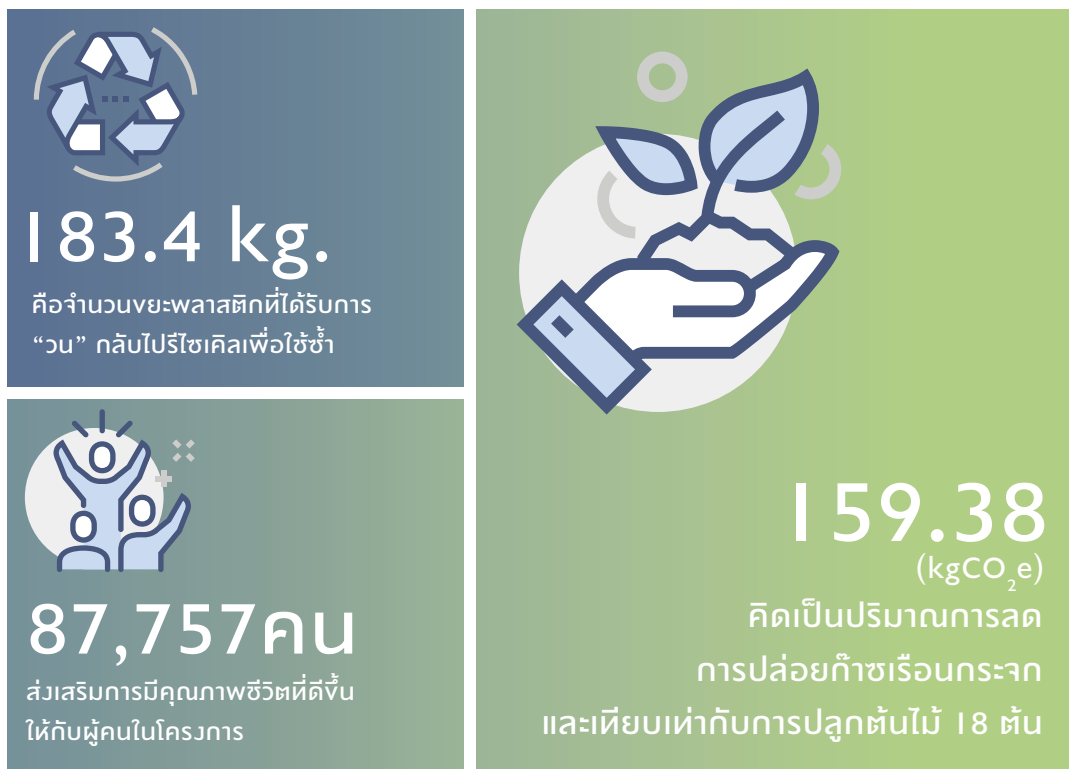 183.4 kg.
คือจำนวนขยะพลาสติกที่ได้รับการ
“วน” กลับไปรีไซเคิลเพื่อใช้ซ้ำ
87,757คน
ส่งเสริมการมีคุณภาพชีวิตที่ดีขึ้น
ให้กับผู้คนในโครงการ
159.38
(kgCO₂e)
คิดเป็นปริมาณการลด
การปล่อยก๊าซเรือนกระจก
และเทียบเท่ากับการปลูกต้นไม้ 18 ต้น